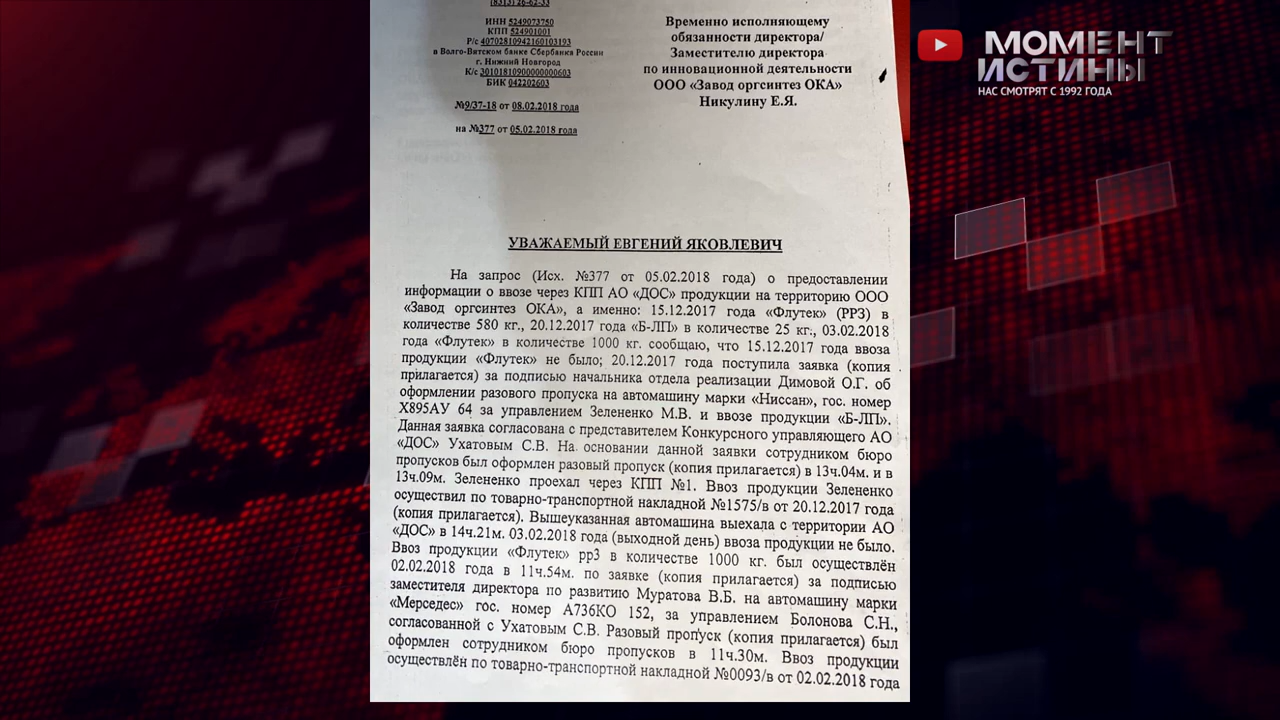 (8313) 26-62-33
ИНН 5249073750
КПП 524901001
Р/с 40702810942160103193
в Волго-Вятском банке Сбербанка России
г. Нижний Новгород
К/с 30101810900000000603
БИК 042202603
№9/37-18 от 08.02.2018 года
на №377 от 05.02.2018 года
Временно исполняющему
обязанности директора/
Заместителю директора
по инновационной деятельности
ООО «Завод оргсинтез ОКА»
Никулину Е.Я.
МОМЕНТ
ИСТИНЫ
НАС СМОТРЯТ С 1992 ГОДА
УВАЖАЕМЫЙ ЕВГЕНИЙ ЯКОВЛЕВИЧ
На запрос (Исх. №377 от 05.02.2018 года) о предоставлении
информации о ввозе через КПП АО «ДОС» продукции на территорию ООО
«Завод оргсинтез ОКА», а именно: 15.12.2017 года «Флутек» (РР3) в
количестве 580 кг., 20.12.2017 года «Б-ЛП» в количестве 25 кг., 03.02.2018
года «Флутек» в количестве 1000 кг. сообщаю, что 15.12.2017 года ввоза
продукции «Флутек» не было; 20.12.2017 года поступила заявка (копия
прилагается) за подписью начальника отдела реализации Димовой О.Г. об
оформлении разового пропуска на автомашину марки «Ниссан», гос. номер
Х895АУ 64 за управлением Зелененко М.В. и ввозе продукции «Б-ЛП».
Данная заявка согласована с представителем Конкурсного управляющего АО
«ДОС» Ухатовым С.В. На основании данной заявки сотрудником бюро
пропусков был оформлен разовый пропуск (копия прилагается) в 13ч.04м. и в
13ч.09м. Зелененко проехал через КПП №1. Ввоз продукции Зелененко
осуществил по товарно-транспортной накладной №1575/в от 20.12.2017 года
(копия прилагается). Вышеуказанная автомашина выехала с территории АО
«ДОС» в 14ч.21м. 03.02.2018 года (выходной день) ввоза продукции не было.
Ввоз продукции «Флутек» рр3 в количестве 1000 кг. был осуществлён
02.02.2018 года в 11ч.54м. по заявке (копия прилагается) за подписью
заместителя директора по развитию Муратова В.Б. на автомашину марки
«Мерседес» гос. номер А736КО 152, за управлением Болонова С.Н.,
согласованной с Ухатовым С.В. Разовый пропуск (копия прилагается) был
оформлен сотрудником бюро пропусков в 11ч.30м. Ввоз продукции
осуществлён по товарно-транспортной накладной №0093/в от 02.02.2018 года